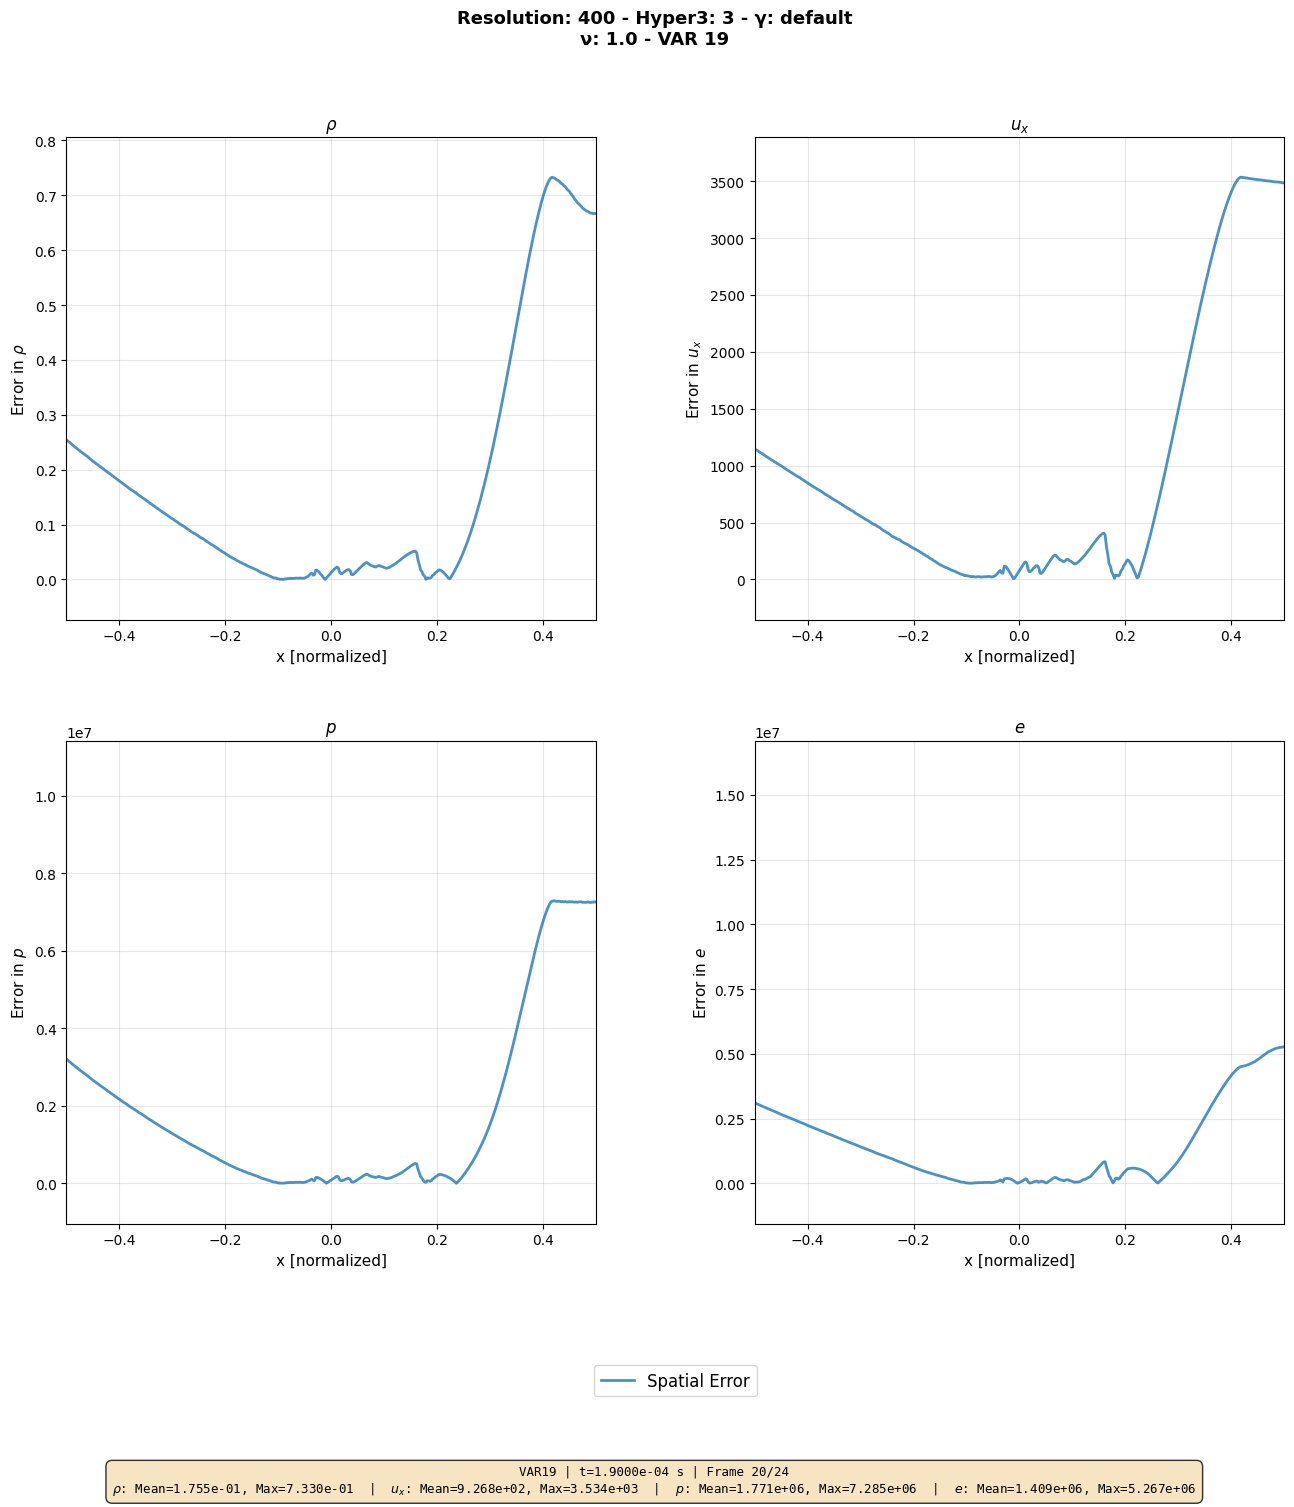 Resolution: 400 - Hyper3: 3 - γ: default
ν: 1.0 - VAR 19
ρ
Error in ρ
0.8
0.7
0.6
0.5
0.4
0.3
0.2
0.1
0.0
−0.4 −0.2 0.0 0.2 0.4
x [normalized]
u_x
Error in u_x
3500
3000
2500
2000
1500
1000
500
0
−0.4 −0.2 0.0 0.2 0.4
x [normalized]
p
1e7
Error in p
1.0
0.8
0.6
0.4
0.2
0.0
−0.4 −0.2 0.0 0.2 0.4
x [normalized]
e
1e7
Error in e
1.50
1.25
1.00
0.75
0.50
0.25
0.00
−0.4 −0.2 0.0 0.2 0.4
x [normalized]
Spatial Error
VAR19 | t=1.9000e-04 s | Frame 20/24
ρ: Mean=1.755e-01, Max=7.330e-01 | u_x: Mean=9.268e+02, Max=3.534e+03 | p: Mean=1.771e+06, Max=7.285e+06 | e: Mean=1.409e+06, Max=5.267e+06